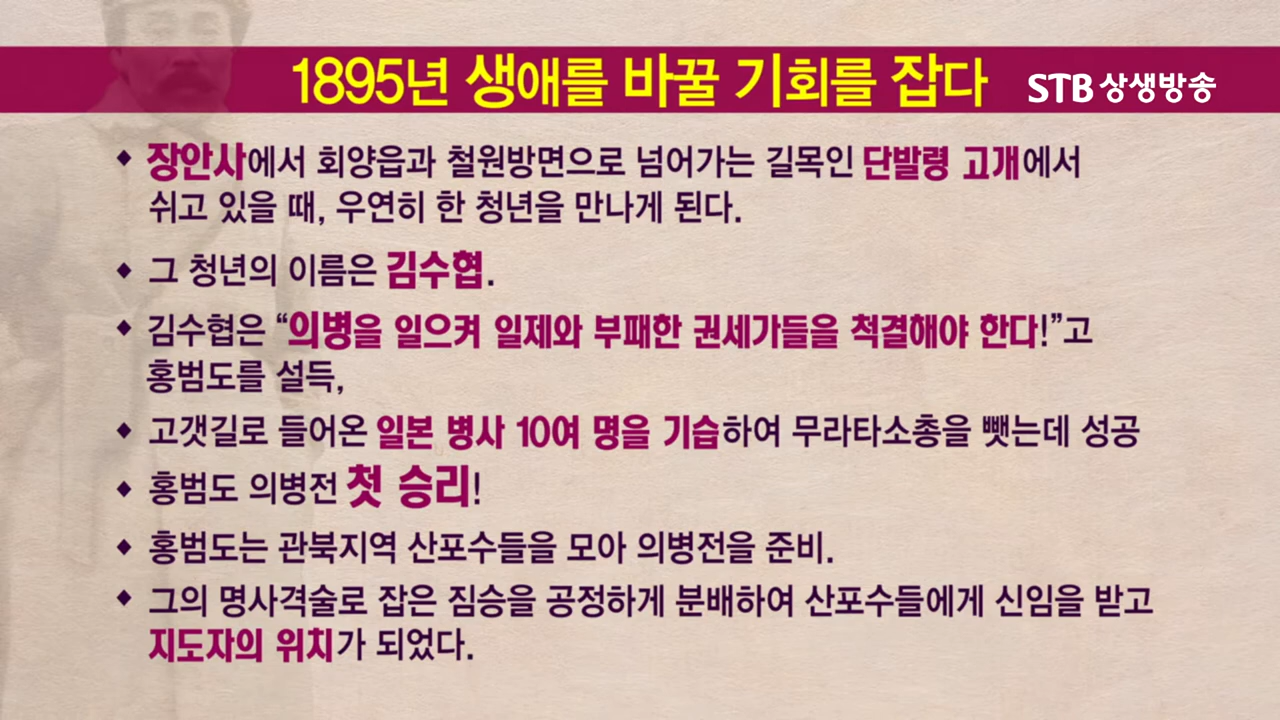 1895년 생애를 바꿀 기회를 잡다 STB 상생방송
◆ 장안사에서 회양읍과 철원방면으로 넘어가는 길목인 단발령 고개에서
쉬고 있을 때, 우연히 한 청년을 만나게 된다.
◆ 그 청년의 이름은 김수협.
◆ 김수협은 “의병을 일으켜 일제와 부패한 권세가들을 척결해야 한다!”고
홍범도를 설득,
◆ 고갯길로 들어온 일본 병사 10여 명을 기습하여 무라타소총을 뺏는데 성공
◆ 홍범도 의병전 첫 승리!
◆ 홍범도는 관북지역 산포수들을 모아 의병전을 준비.
◆ 그의 명사격술로 잡은 짐승을 공정하게 분배하여 산포수들에게 신임을 받고
지도자의 위치가 되었다.